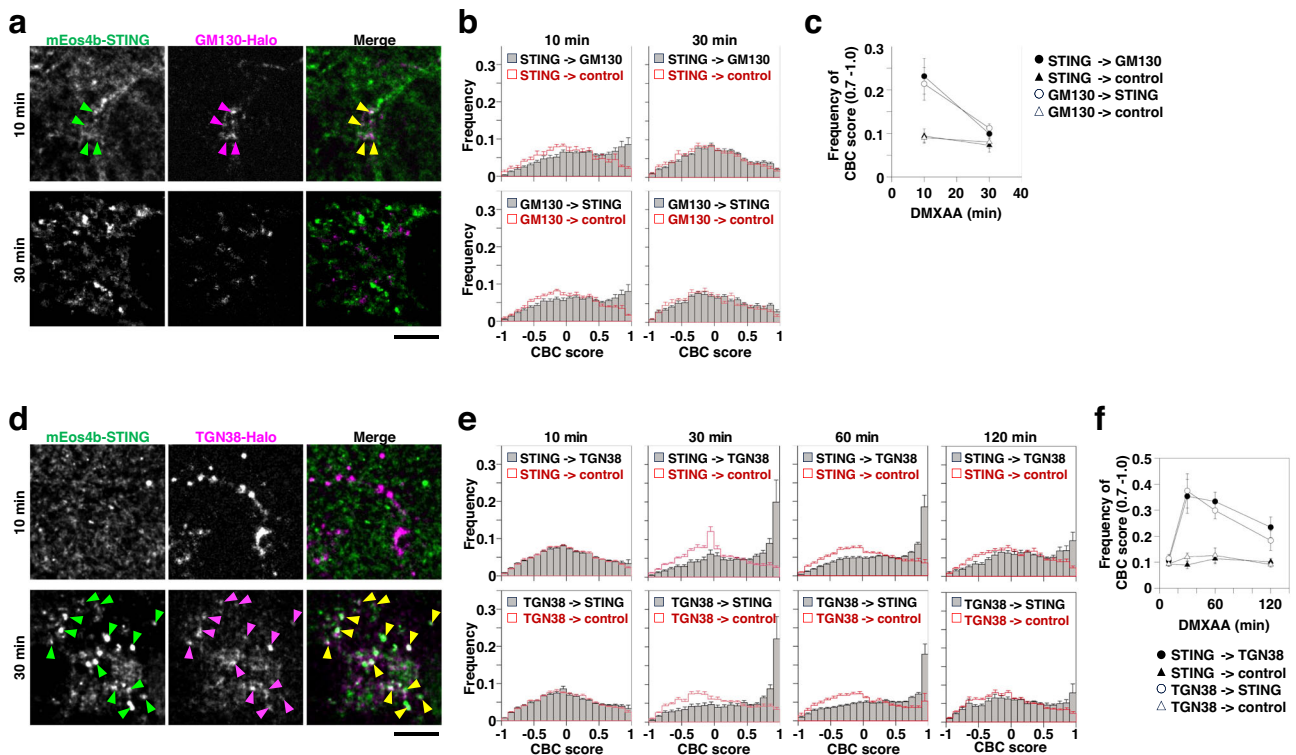 a
mEos4b-STING GM130-Halo Merge
10 min
30 min
b
10 min 30 min
STING -> GM130
STING -> control
STING -> GM130
STING -> control
Frequency
0.3
0.2
0.1
0
GM130 -> STING
GM130 -> control
GM130 -> STING
GM130 -> control
Frequency
0.3
0.2
0.1
0
-1 -0.5 0 0.5 1 -1 -0.5 0 0.5 1
CBC score CBC score
c
Frequency of
CBC score (0.7 -1.0)
0.3
0.2
0.1
0
0 10 20 30 40
DMXAA (min)
STING -> GM130
STING -> control
GM130 -> STING
GM130 -> control
d
mEos4b-STING TGN38-Halo Merge
10 min
30 min
e
10 min 30 min 60 min 120 min
STING -> TGN38
STING -> control
STING -> TGN38
STING -> control
STING -> TGN38
STING -> control
STING -> TGN38
STING -> control
Frequency
0.3
0.2
0.1
0
TGN38 -> STING
TGN38 -> control
TGN38 -> STING
TGN38 -> control
TGN38 -> STING
TGN38 -> control
TGN38 -> STING
TGN38 -> control
Frequency
0.3
0.2
0.1
0
-1 -0.5 0 0.5 1 -1 -0.5 0 0.5 1 -1 -0.5 0 0.5 1 -1 -0.5 0 0.5 1
CBC score CBC score CBC score CBC score
f
Frequency of
CBC score (0.7-1.0)
0.5
0.4
0.3
0.2
0.1
0
0 60 120
DMXAA (min)
STING -> TGN38
STING -> control
TGN38 -> STING
TGN38 -> control